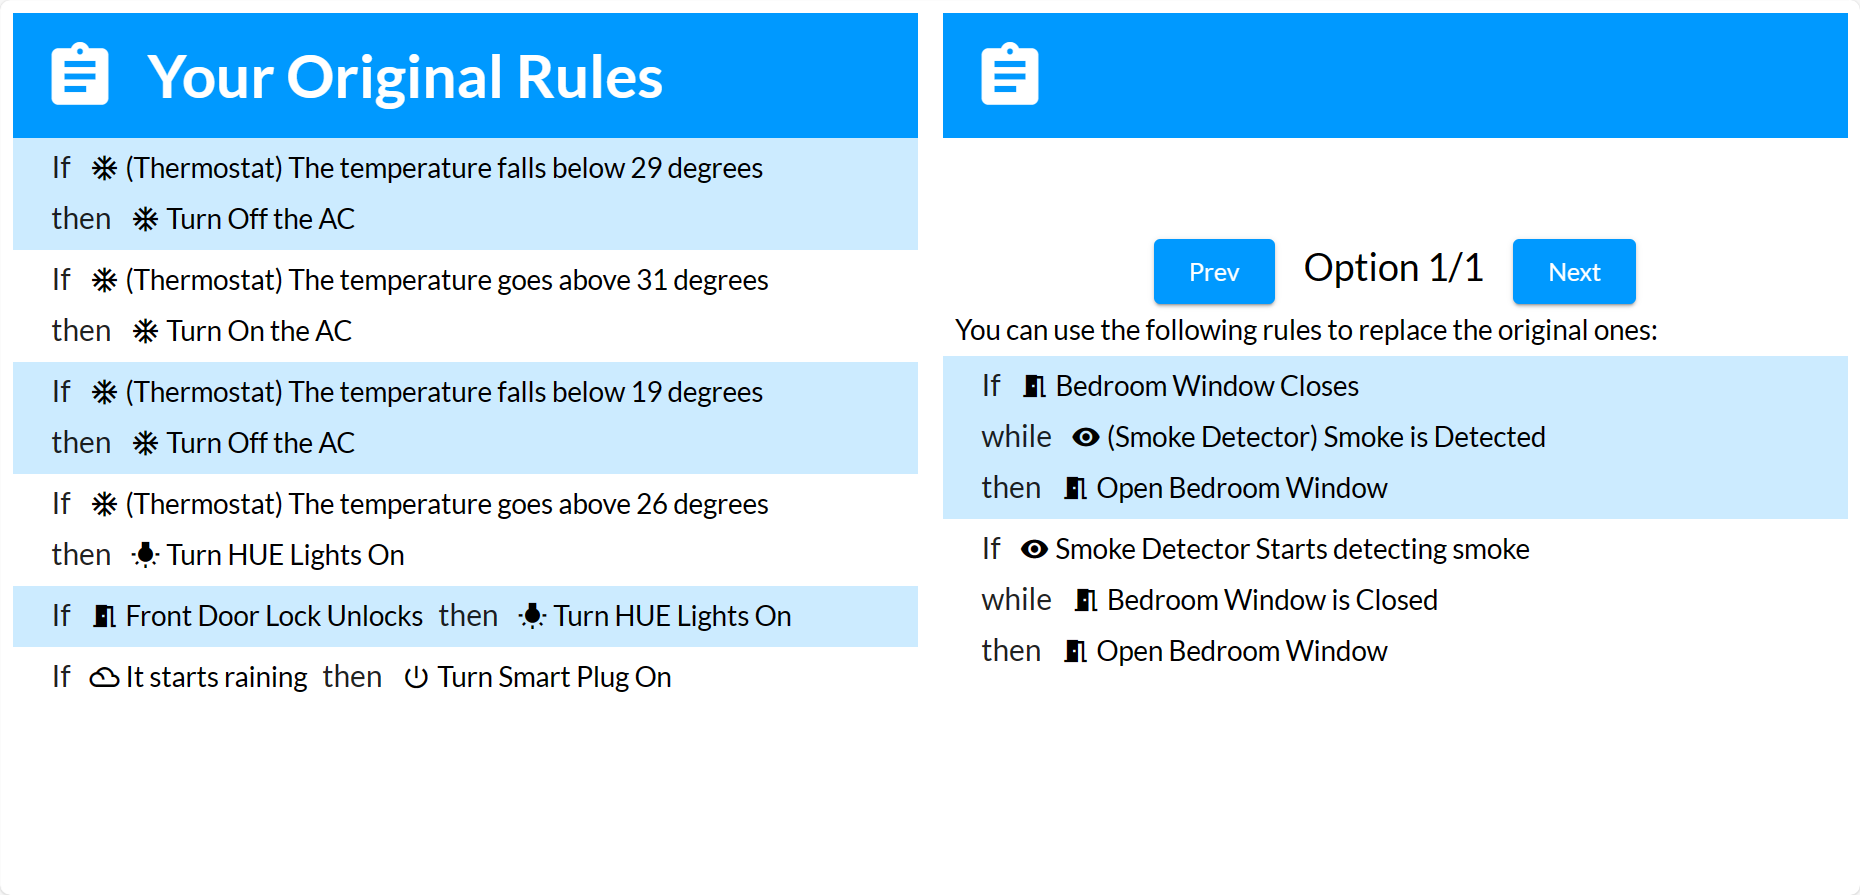 Your Original Rules
If (Thermostat) The temperature falls below 29 degrees
then Turn Off the AC
If (Thermostat) The temperature goes above 31 degrees
then Turn On the AC
If (Thermostat) The temperature falls below 19 degrees
then Turn Off the AC
If (Thermostat) The temperature goes above 26 degrees
then Turn HUE Lights On
If Front Door Lock Unlocks then Turn HUE Lights On
If It starts raining then Turn Smart Plug On
Prev Option 1/1 Next
You can use the following rules to replace the original ones:
If Bedroom Window Closes
while (Smoke Detector) Smoke is Detected
then Open Bedroom Window
If Smoke Detector Starts detecting smoke
while Bedroom Window is Closed
then Open Bedroom Window